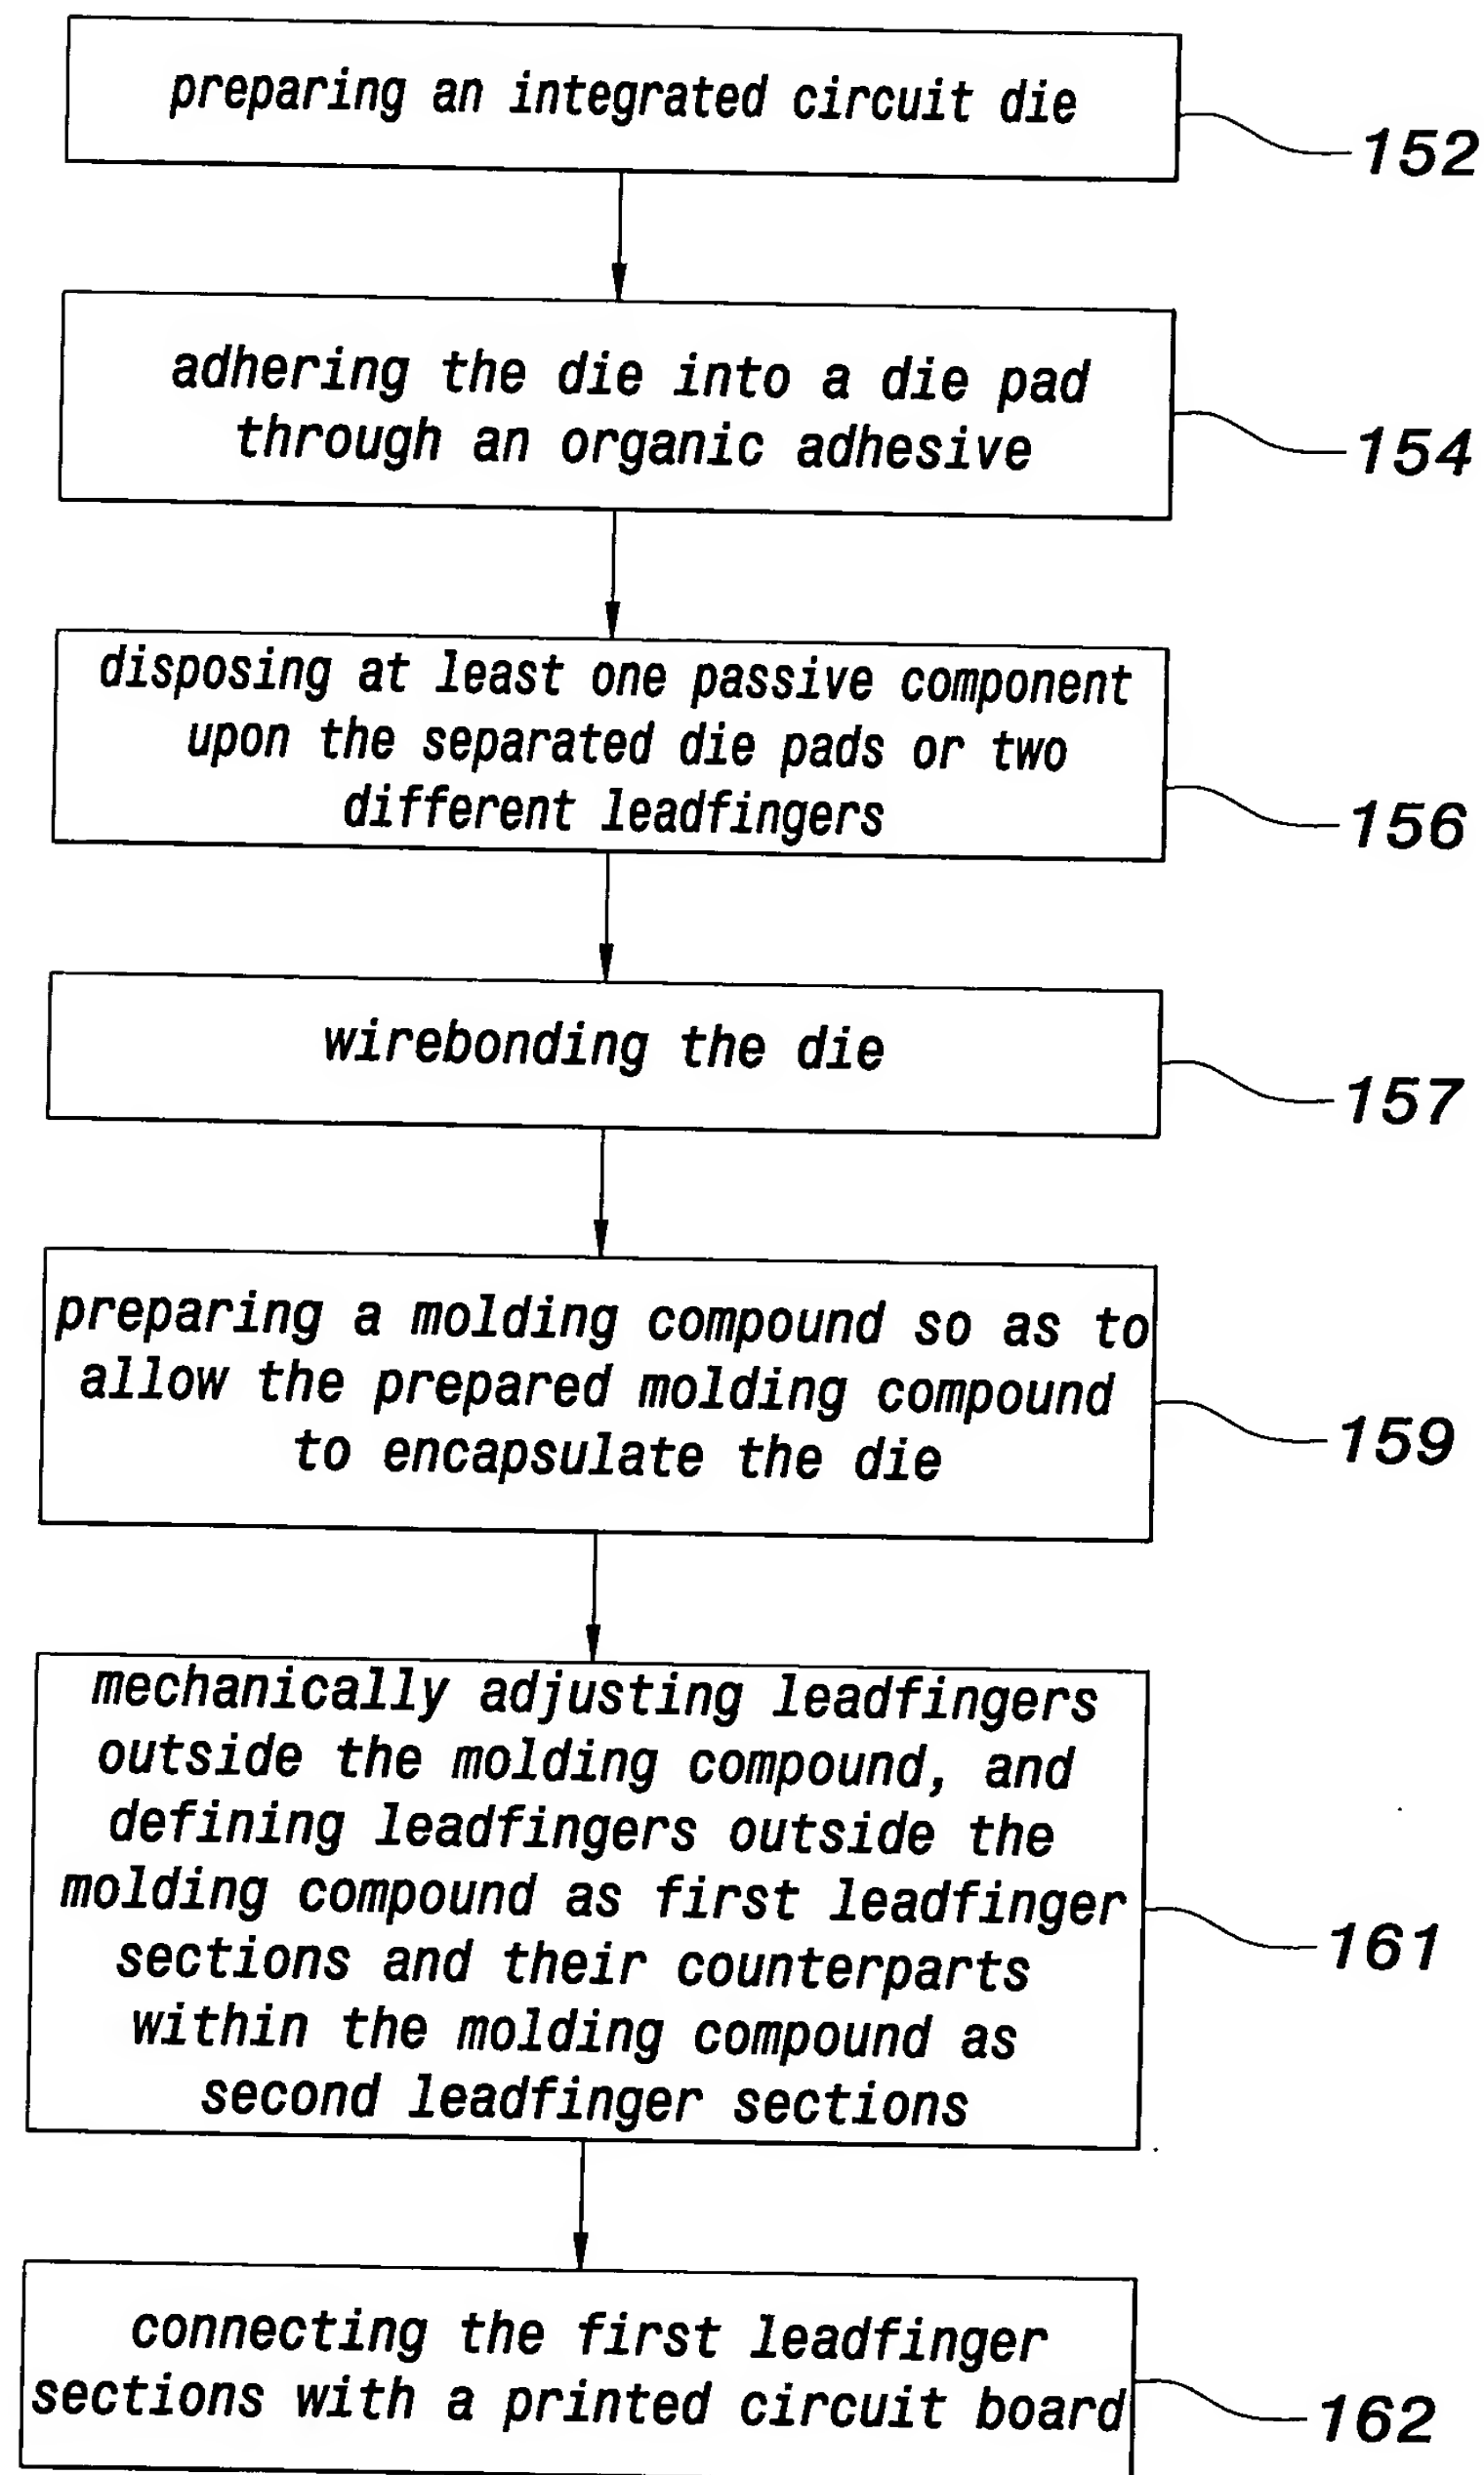 preparing an integrated circuit die
152
adhering the die into a die pad
through an organic adhesive
154
disposing at least one passive component
upon the separated die pads or two
different leadfingers
156
wirebonding the die
157
preparing a molding compound so as to
allow the prepared molding compound
to encapsulate the die
159
mechanically adjusting leadfingers
outside the molding compound, and
defining leadfingers outside the
molding compound as first leadfinger
sections and their counterparts
within the molding compound as
second leadfinger sections
161
connecting the first leadfinger
sections with a printed circuit board
162